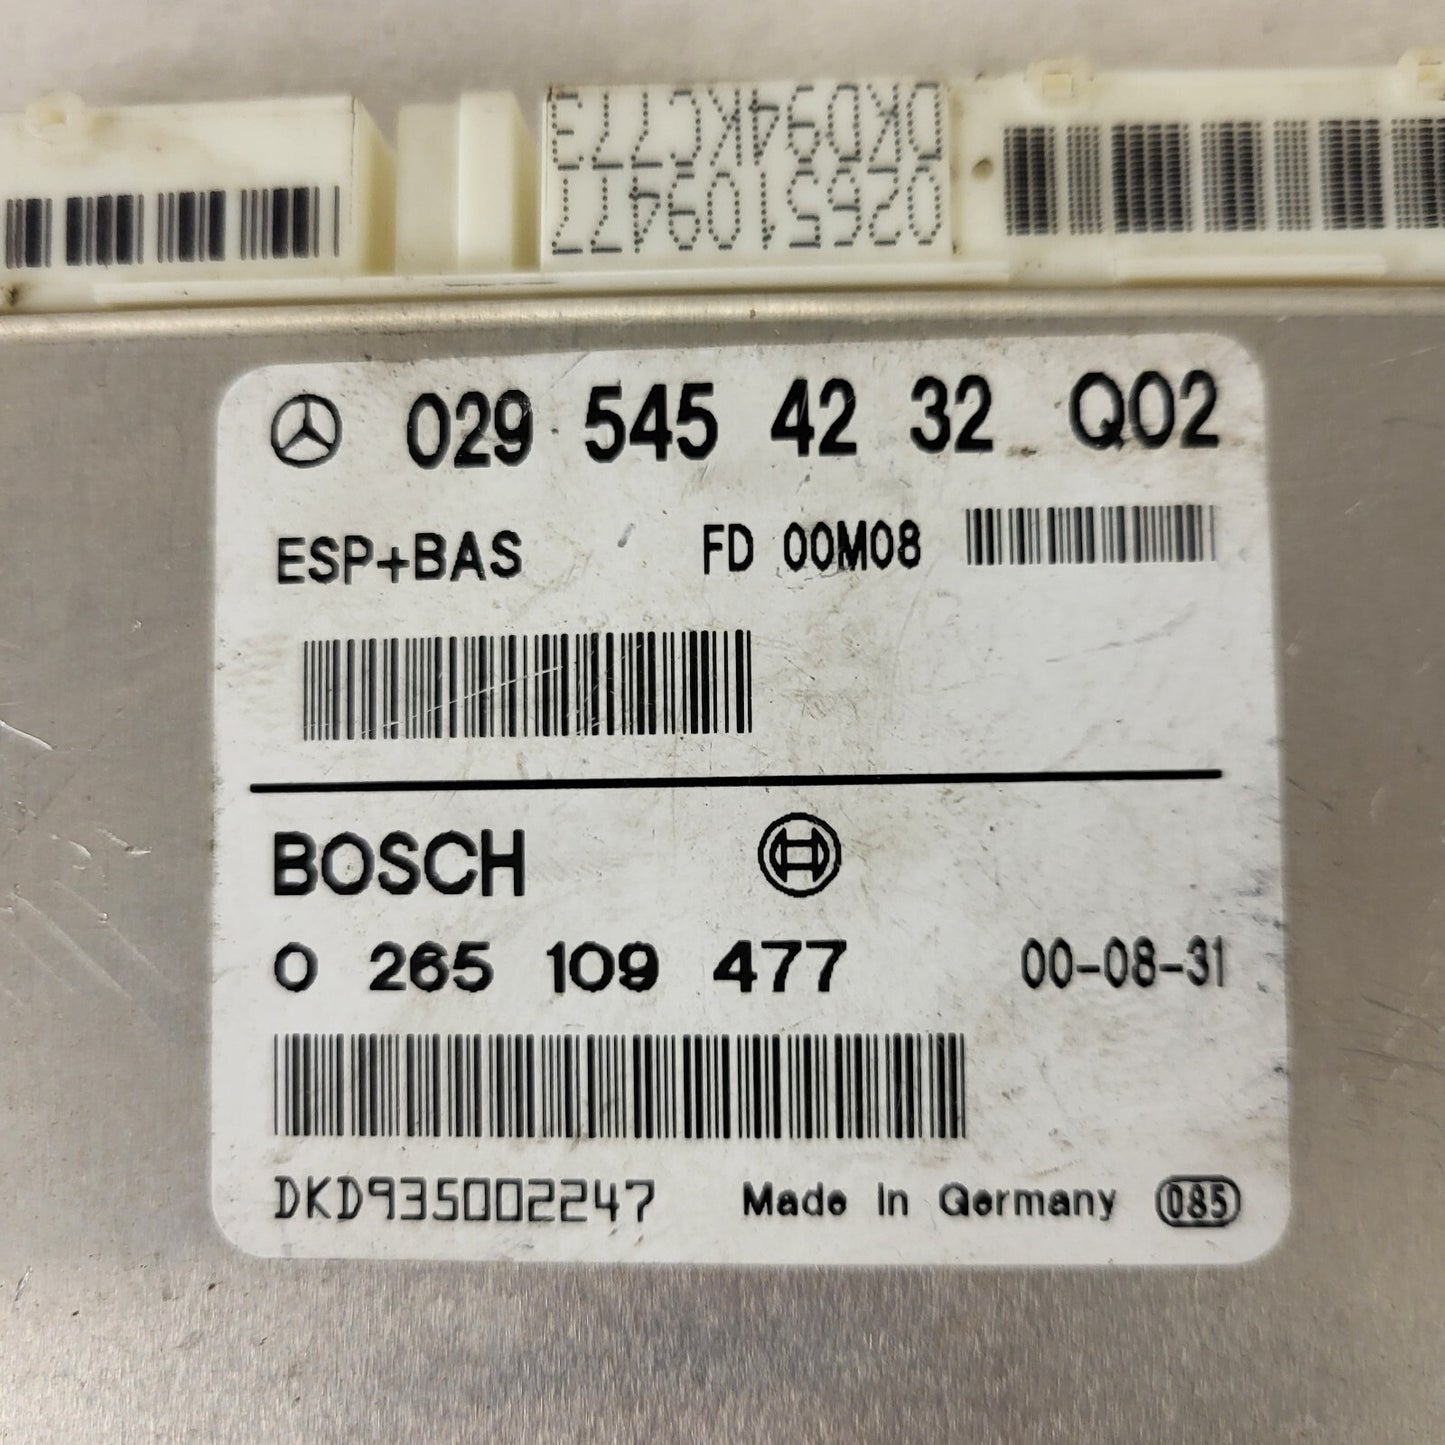 0265109477
DKD94KC773
029 545 42 32 Q02
ESP+BAS FD 00M08
BOSCH
0 265 109 477 00-08-31
DKD935002247 Made In Germany 085